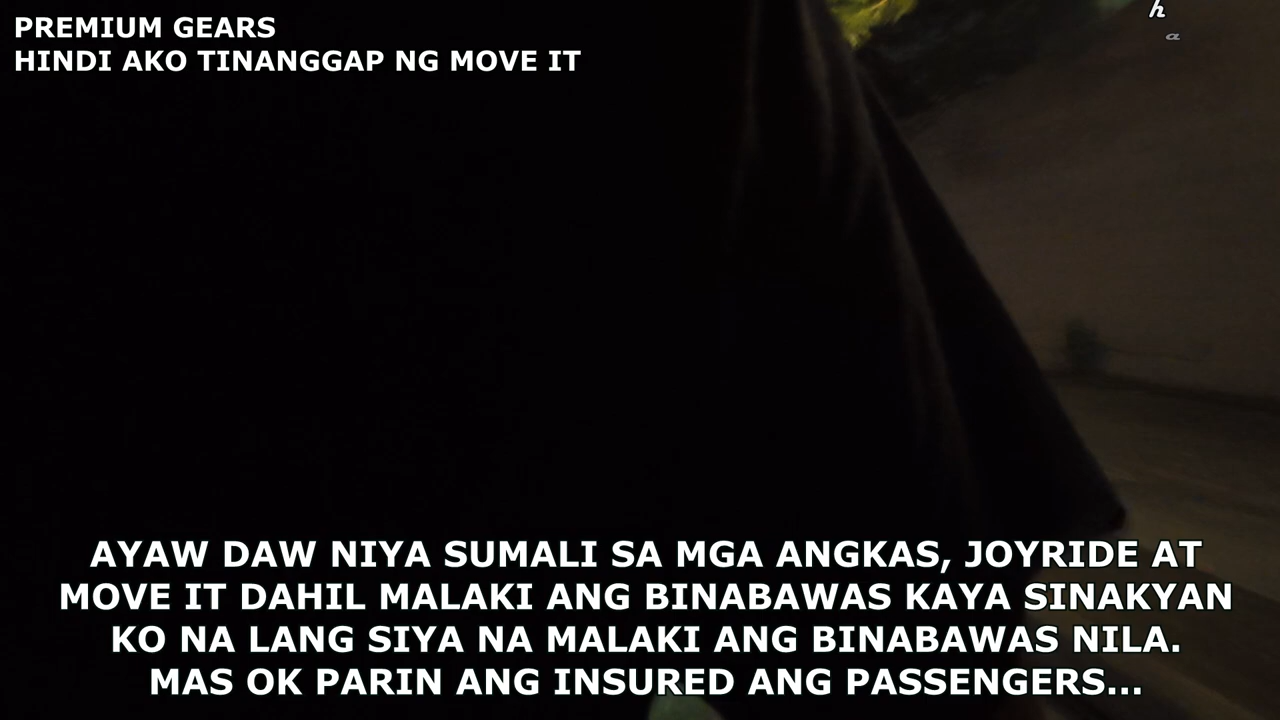 PREMIUM GEARS
HINDI AKO TINANGGAP NG MOVE IT
h
a
AYAW DAW NIYA SUMALI SA MGA ANGKAS, JOYRIDE AT
MOVE IT DAHIL MALAKI ANG BINABAWAS KAYA SINAKYAN
KO NA LANG SIYA NA MALAKI ANG BINABAWAS NILA.
MAS OK PARIN ANG INSURED ANG PASSENGERS...